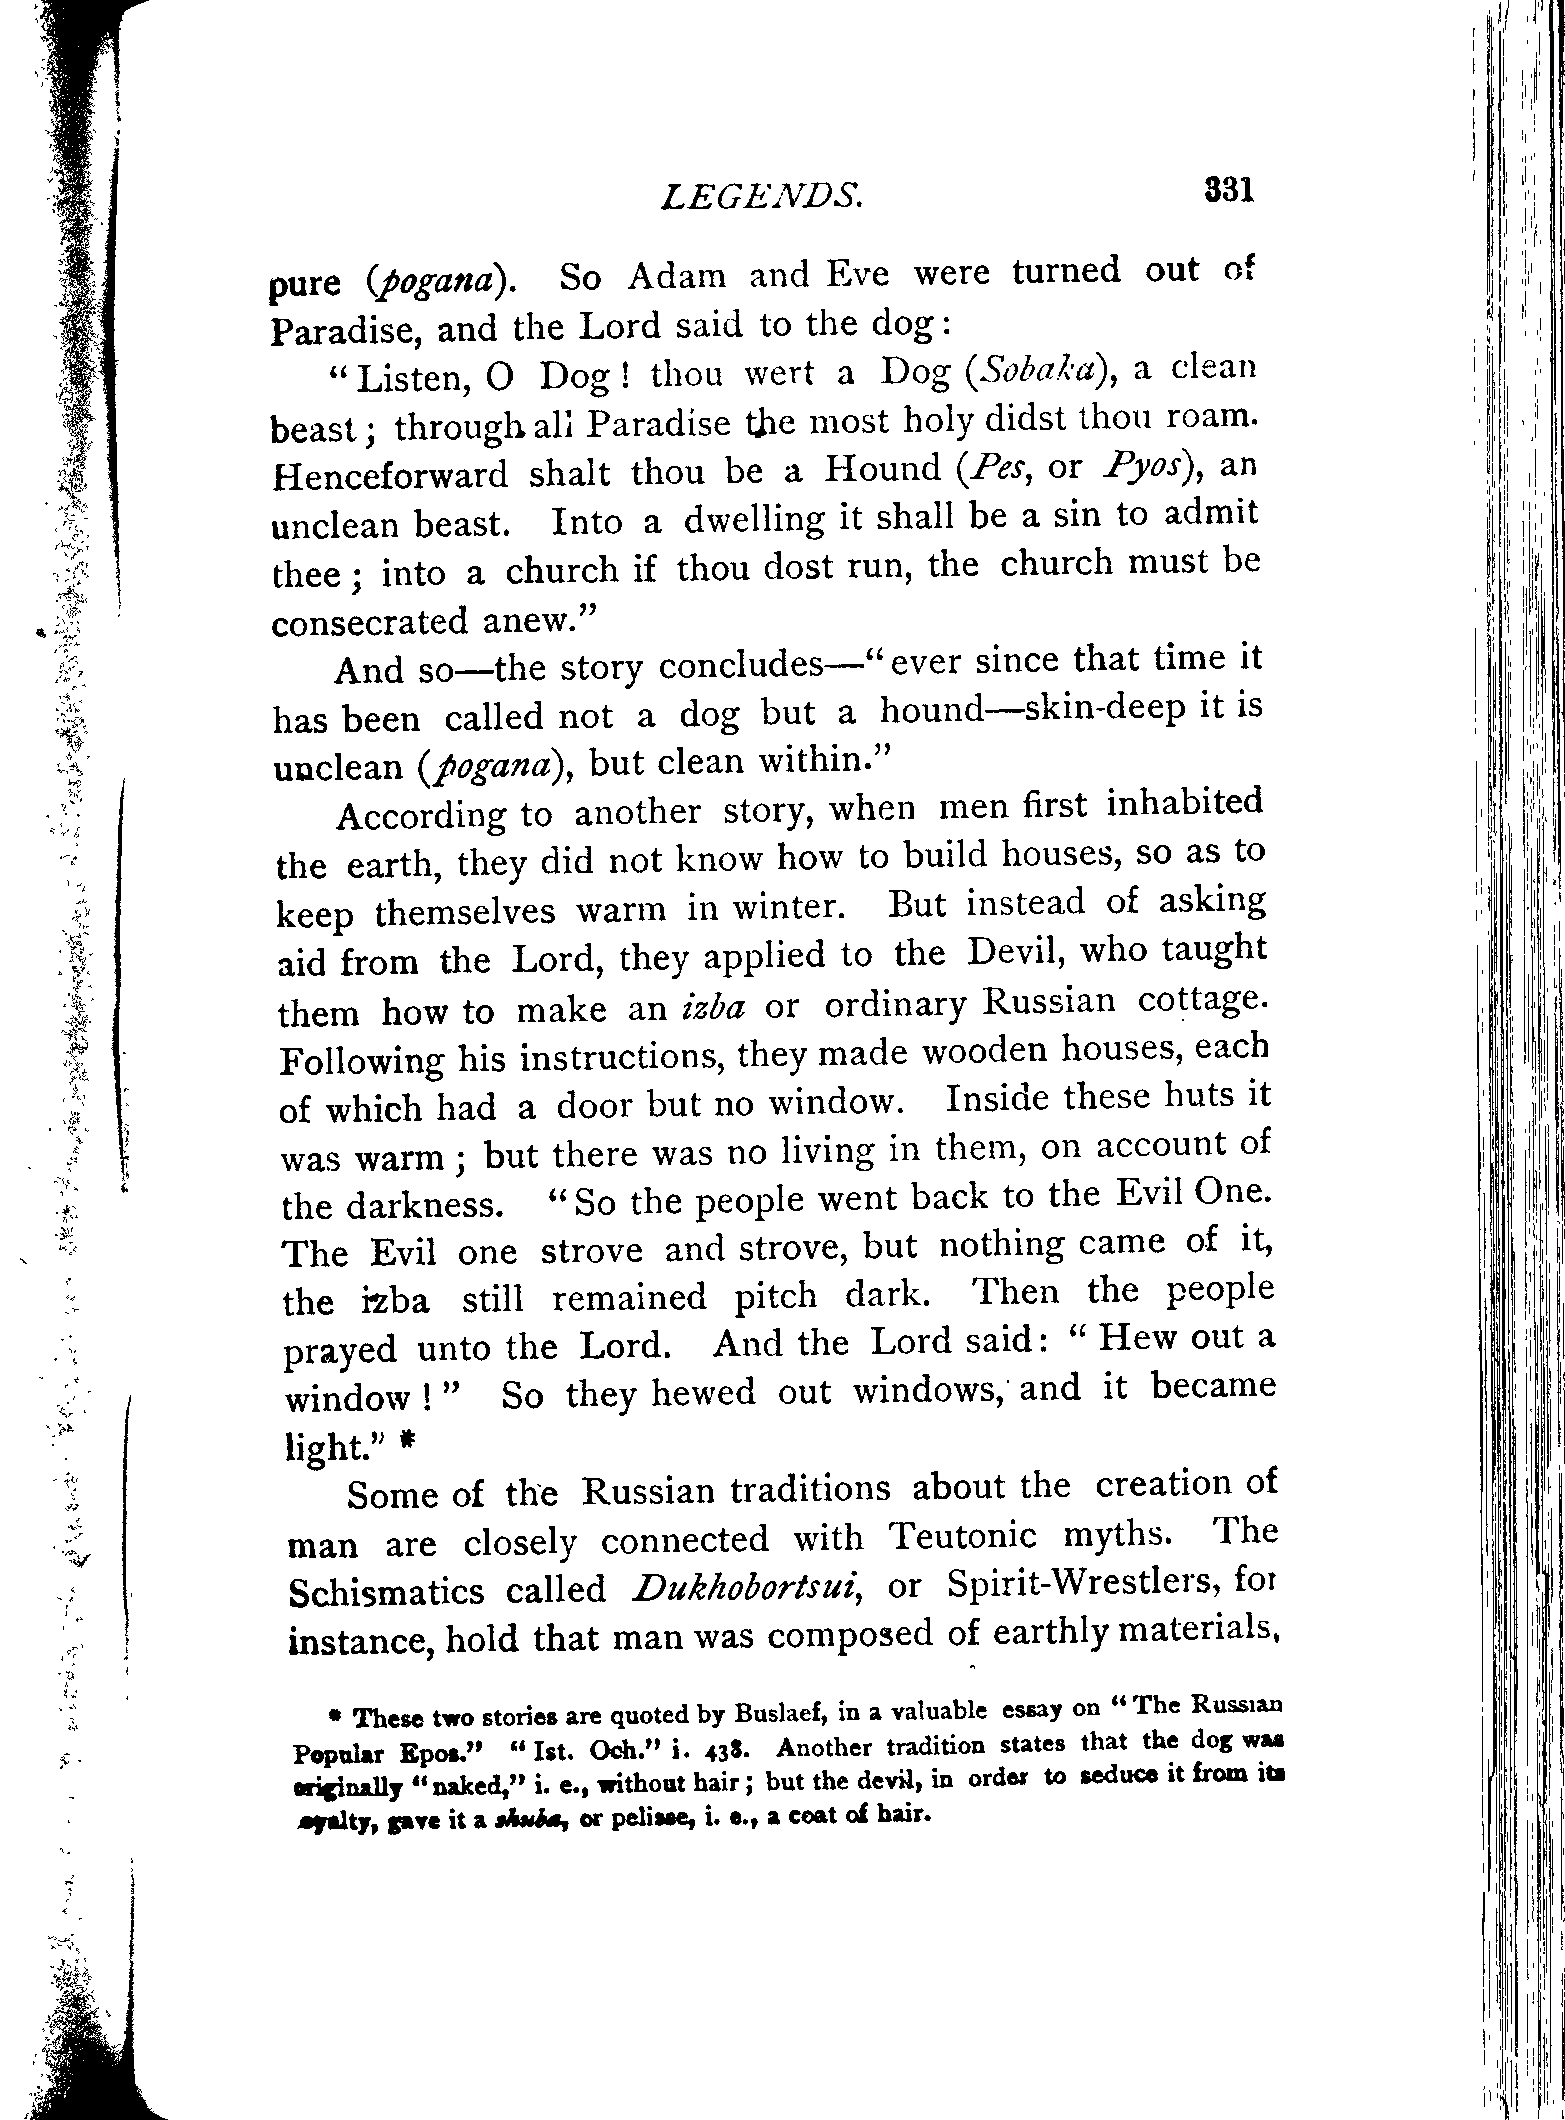 LEGENDS. 331
pure (pogana). So Adam and Eve were turned out of
Paradise, and the Lord said to the dog:
“Listen, O Dog! thou wert a Dog (Sobaka), a clean
beast; through all Paradise the most holy didst thou roam.
Henceforward shalt thou be a Hound (Pes, or Pyos), an
unclean beast. Into a dwelling it shall be a sin to admit
thee; into a church if thou dost run, the church must be
consecrated anew.”
And so—the story concludes—“ever since that time it
has been called not a dog but a hound—skin-deep it is
unclean (pogana), but clean within.”
According to another story, when men first inhabited
the earth, they did not know how to build houses, so as to
keep themselves warm in winter. But instead of asking
aid from the Lord, they applied to the Devil, who taught
them how to make an izba or ordinary Russian cottage.
Following his instructions, they made wooden houses, each
of which had a door but no window. Inside these huts it
was warm; but there was no living in them, on account of
the darkness. “So the people went back to the Evil One.
The Evil one strove and strove, but nothing came of it,
the izba still remained pitch dark. Then the people
prayed unto the Lord. And the Lord said: “Hew out a
window!” So they hewed out windows, and it became
light.” *
Some of the Russian traditions about the creation of
man are closely connected with Teutonic myths. The
Schismatics called Dukhobortsui, or Spirit-Wrestlers, for
instance, hold that man was composed of earthly materials,
* These two stories are quoted by Buslaef, in a valuable essay on “The Russian
Popular Epos.” “Ist. Och.” i. 438. Another tradition states that the dog was
originally “naked,” i. e., without hair; but the devil, in order to seduce it from its
oyalty, gave it a shuba, or pelisse, i. e., a coat of hair.